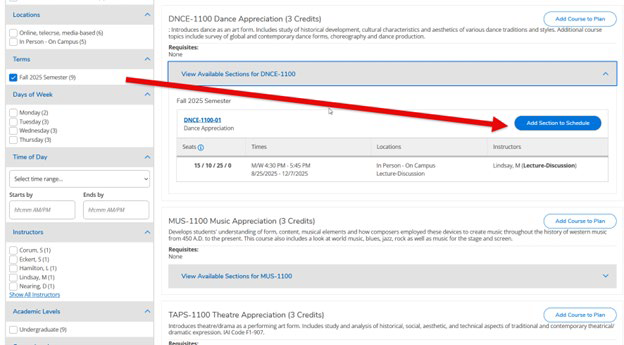 Locations
Online, telecrse, media-based (6)
In Person - On Campus (5)
Terms
Fall 2025 Semester (9)
Days of Week
Monday (2)
Tuesday (3)
Wednesday (3)
Thursday (3)
Time of Day
Select time range...
Starts by Ends by
hh:mm AM/PM hh:mm AM/PM
Instructors
Corum, S (1)
Eckert, S (1)
Hamilton, L (1)
Lindsay, M (1)
Nearing, D (1)
Show All Instructors
Academic Levels
Undergraduate (9)
DNCE-1100 Dance Appreciation (3 Credits)
Add Course to Plan
: Introduces dance as an art form. Includes study of historical development, cultural characteristics and aesthetics of various dance traditions and styles. Additional course
topics include survey of global and contemporary dance forms, choreography and dance production.
Requisites:
None
View Available Sections for DNCE-1100
Fall 2025 Semester
DNCE-1100-01
Add Section to Schedule
Dance Appreciation
Seats Times Locations Instructors
15 / 10 / 25 / 0 M/W 4:30 PM - 5:45 PM In Person - On Campus Lindsay, M (Lecture-Discussion)
8/25/2025 - 12/7/2025 Lecture-Discussion
MUS-1100 Music Appreciation (3 Credits)
Add Course to Plan
Develops students' understanding of form, content, musical elements and how composers employed these devices to create music throughout the history of western music
from 450 A.D. to the present. This course also includes a look at world music, blues, jazz, rock as well as music for the stage and screen.
Requisites:
None
View Available Sections for MUS-1100
TAPS-1100 Theatre Appreciation (3 Credits)
Add Course to Plan
Introduces theatre/drama as a performing art form. Includes study and analysis of historical, social, aesthetic, and technical aspects of traditional and contemporary theatrical/
dramatic expression. IAI Code F1-907.
Requisites: